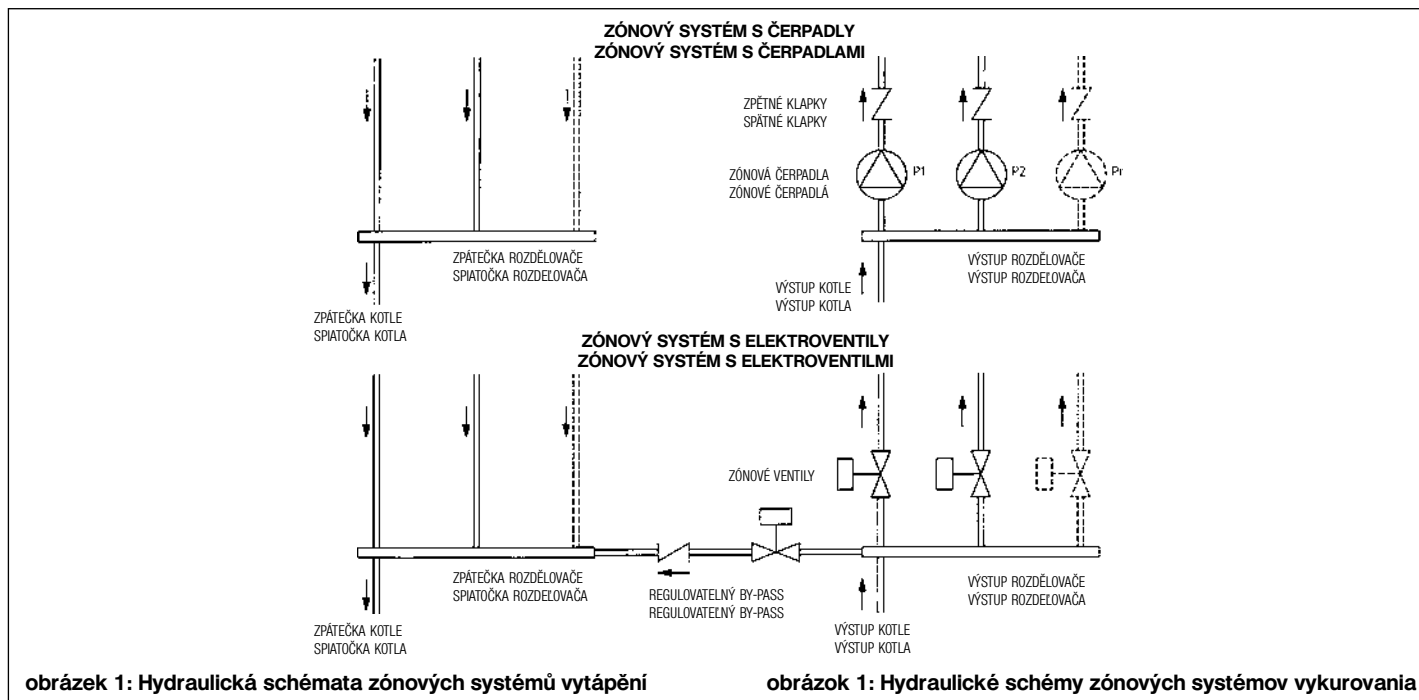 ZÓNOVÝ SYSTÉM S ČERPADLY
ZÓNOVÝ SYSTÉM S ČERPADLAMI
ZPĚTNÉ KLAPKY
SPÄTNÉ KLAPKY
ZÓNOVÁ ČERPADLA
ZÓNOVÉ ČERPADLÁ
P1
P2
Pr
ZPÁTEČKA ROZDĚLOVAČE
SPIATOČKA ROZDEĽOVAČA
VÝSTUP ROZDĚLOVAČE
VÝSTUP ROZDEĽOVAČA
VÝSTUP KOTLE
VÝSTUP KOTLA
ZPÁTEČKA KOTLE
SPIATOČKA KOTLA
ZÓNOVÝ SYSTÉM S ELEKTROVENTILY
ZÓNOVÝ SYSTÉM S ELEKTROVENTILMI
ZÓNOVÉ VENTILY
ZPÁTEČKA ROZDĚLOVAČE
SPIATOČKA ROZDEĽOVAČA
REGULOVATELNÝ BY-PASS
REGULOVATEĽNÝ BY-PASS
VÝSTUP ROZDĚLOVAČE
VÝSTUP ROZDEĽOVAČA
ZPÁTEČKA KOTLE
SPIATOČKA KOTLA
VÝSTUP KOTLE
VÝSTUP KOTLA
obrázek 1: Hydraulická schémata zónových systémů vytápění
obrázok 1: Hydraulické schémy zónových systémov vykurovania